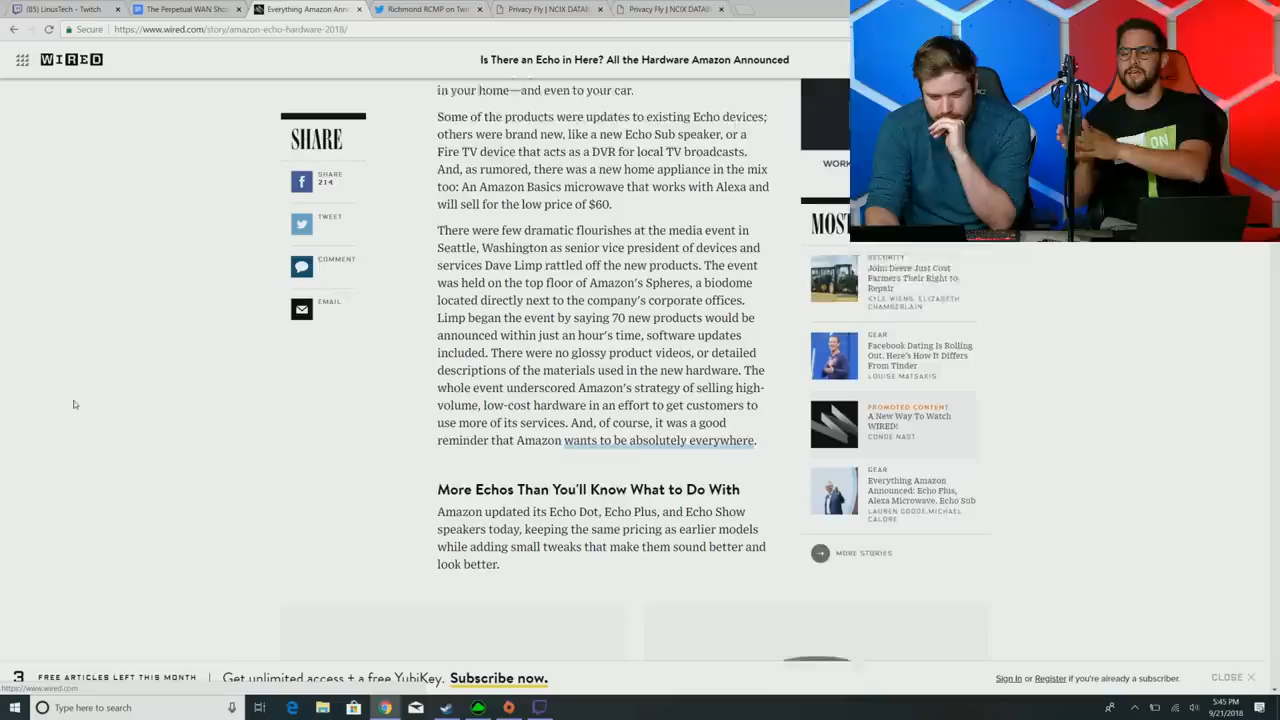 (85) LinusTech - Twitch
The Perpetual WAN Show
Everything Amazon Anno
Richmond RCMP on Twi
Privacy Fly | NCIX DATAB
Privacy Fly | NCIX DATAB
Secure
https://www.wired.com/story/amazon-echo-hardware-2018/
WIRED
Is There an Echo in Here? All the Hardware Amazon Announced
in your home—and even to your car.
Some of the products were updates to existing Echo devices;
others were brand new, like a new Echo Sub speaker, or a
Fire TV device that acts as a DVR for local TV broadcasts.
And, as rumored, there was a new home appliance in the mix
too: An Amazon Basics microwave that works with Alexa and
will sell for the low price of $60.
There were few dramatic flourishes at the media event in
Seattle, Washington as senior vice president of devices and
services Dave Limp rattled off the new products. The event
was held on the top floor of Amazon's Spheres, a biodome
located directly next to the company's corporate offices.
Limp began the event by saying 70 new products would be
announced within just an hour's time, software updates
included. There were no glossy product videos, or detailed
descriptions of the materials used in the new hardware. The
whole event underscored Amazon's strategy of selling high-
volume, low-cost hardware in an effort to get customers to
use more of its services. And, of course, it was a good
reminder that Amazon wants to be absolutely everywhere.
More Echos Than You'll Know What to Do With
Amazon updated its Echo Dot, Echo Plus, and Echo Show
speakers today, keeping the same pricing as earlier models
while adding small tweaks that make them sound better and
look better.
SHARE
SHARE
214
TWEET
COMMENT
EMAIL
WORK
MOST
SECURITY
John Deere Just Cost
Farmers Their Right to
Repair
KYLE WIENS, ELIZABETH
CHAMBERLAIN
GEAR
Facebook Dating Is Rolling
Out. Here's How It Differs
From Tinder
LOUISE MATSAKIS
PROMOTED CONTENT
A New Way To Watch
WIRED!
CONDE NAST
GEAR
Everything Amazon
Announced: Echo Plus,
Alexa Microwave, Echo Sub
LAUREN GOODE, MICHAEL
CALORE
MORE STORIES
3 FREE ARTICLES LEFT THIS MONTH
Get unlimited access + a free YubiKey. Subscribe now.
Sign In or Register if you're already a subscriber.
CLOSE
https://www.wired.com
Type here to search
5:45 PM
9/21/2018